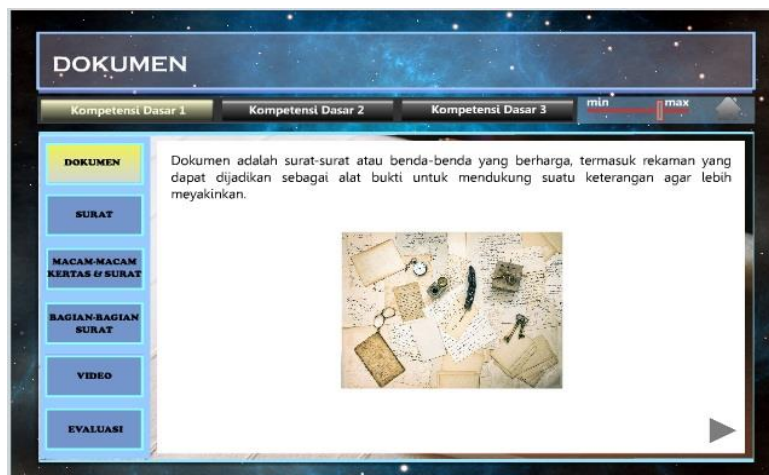 DOKUMEN
Kompetensi Dasar 1
Kompetensi Dasar 2
Kompetensi Dasar 3
min
max
DOKUMEN
SURAT
MACAM-MACAM
KERTAS & SURAT
BAGIAN-BAGIAN
SURAT
VIDEO
EVALUASI
Dokumen adalah surat-surat atau benda-benda yang berharga, termasuk rekaman yang
dapat dijadikan sebagai alat bukti untuk mendukung suatu keterangan agar lebih
meyakinkan.